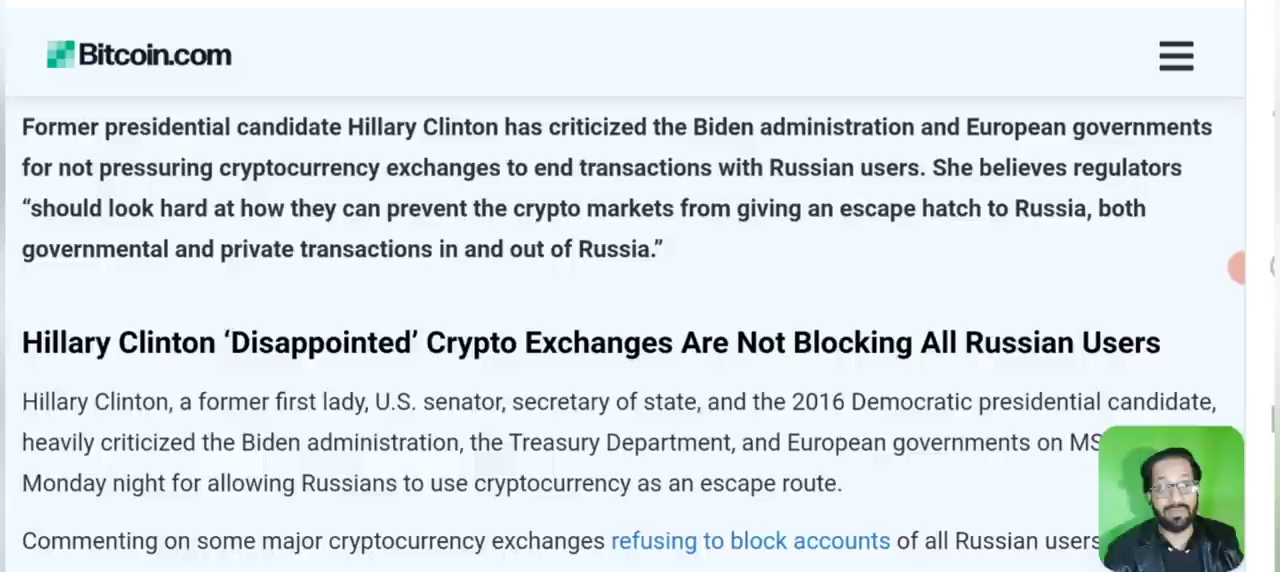 Bitcoin.com
Former presidential candidate Hillary Clinton has criticized the Biden administration and European governments
for not pressuring cryptocurrency exchanges to end transactions with Russian users. She believes regulators
“should look hard at how they can prevent the crypto markets from giving an escape hatch to Russia, both
governmental and private transactions in and out of Russia.”
Hillary Clinton ‘Disappointed’ Crypto Exchanges Are Not Blocking All Russian Users
Hillary Clinton, a former first lady, U.S. senator, secretary of state, and the 2016 Democratic presidential candidate,
heavily criticized the Biden administration, the Treasury Department, and European governments on MS
Monday night for allowing Russians to use cryptocurrency as an escape route.
Commenting on some major cryptocurrency exchanges refusing to block accounts of all Russian users